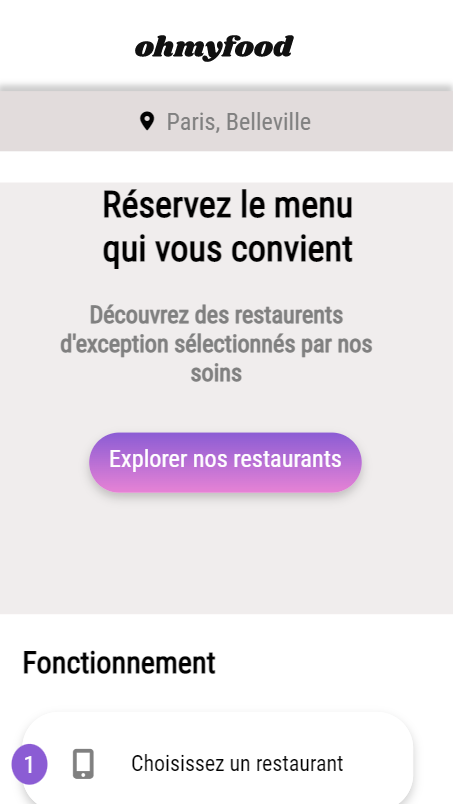 ohmyfood
Paris, Belleville
Réservez le menu
qui vous convient
Découvrez des restaurents
d'exception sélectionnés par nos
soins
Explorer nos restaurants
Fonctionnement
1
Choisissez un restaurant